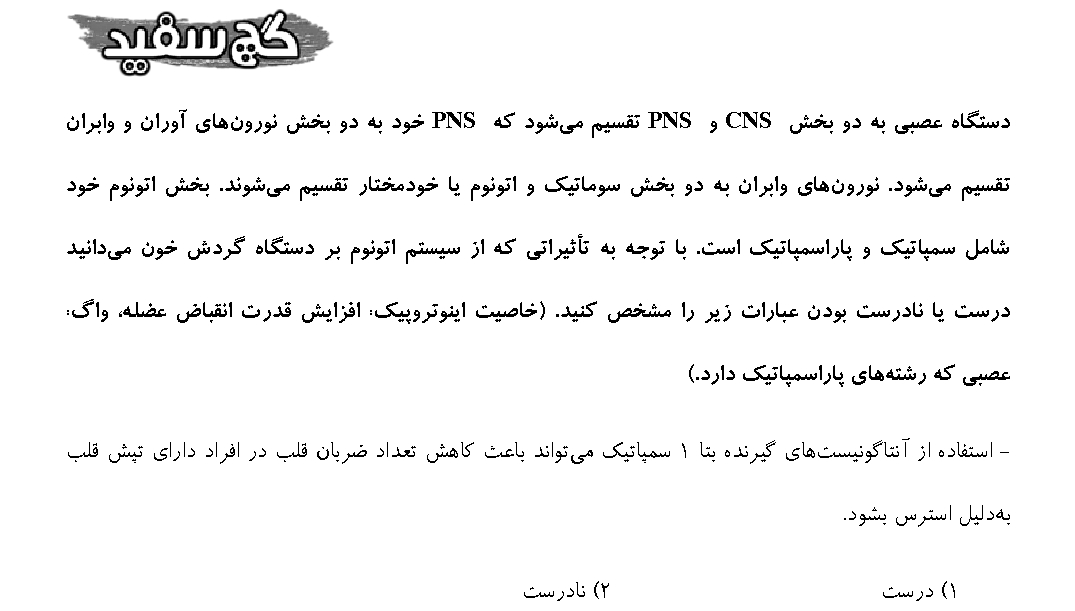 گچ سفید
دستگاه عصبی به دو بخش CNS و PNS تقسیم می‌شود که PNS خود به دو بخش نورون‌های آوران و وابران
تقسیم می‌شود. نورون‌های وابران به دو بخش سوماتیک و اتونوم یا خودمختار تقسیم می‌شوند. بخش اتونوم خود
شامل سمپاتیک و پاراسمپاتیک است. با توجه به تأثیراتی که از سیستم اتونوم بر دستگاه گردش خون می‌دانید
درست یا نادرست بودن عبارات زیر را مشخص کنید. (خاصیت اینوتروپیک: افزایش قدرت انقباض عضله، واگ:
عصبی که رشته‌های پاراسمپاتیک دارد.)
- استفاده از آنتاگونیست‌های گیرنده بتا ۱ سمپاتیک می‌تواند باعث کاهش تعداد ضربان قلب در افراد دارای تپش قلب
به‌دلیل استرس بشود.
۱) درست ۲) نادرست